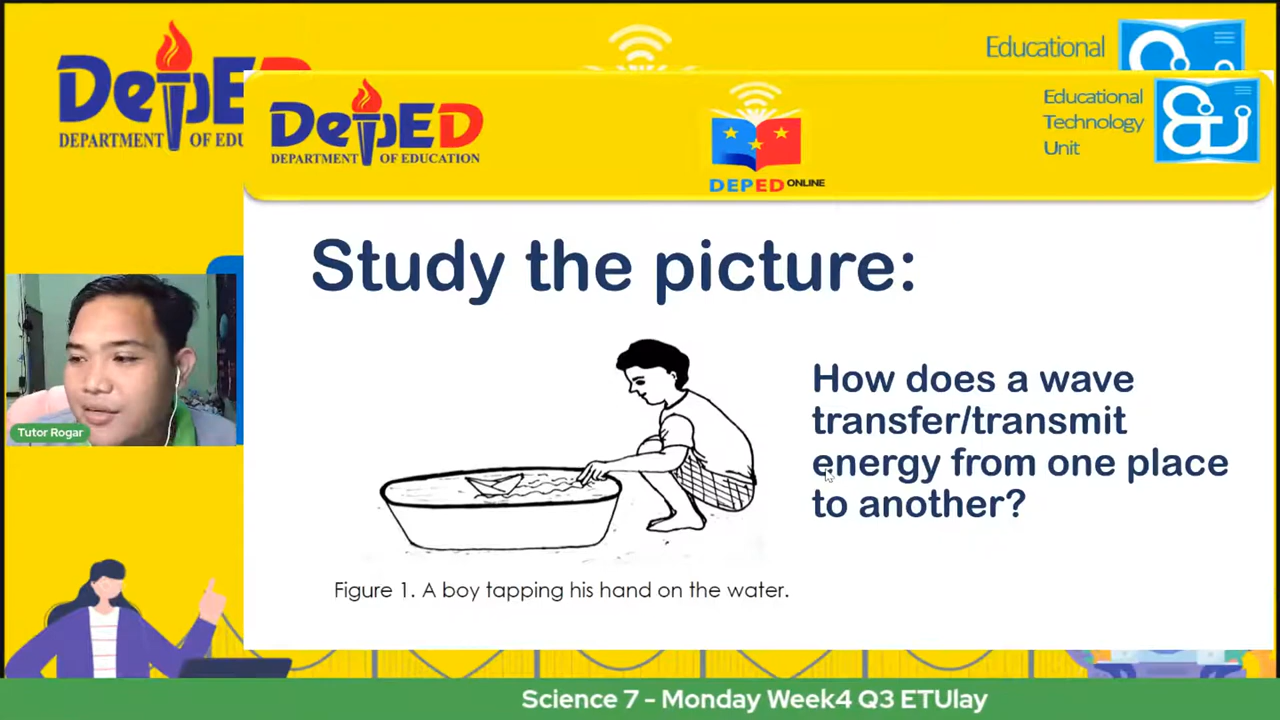 DepED
DEPARTMENT OF EDU
Educational
DepED
DEPARTMENT OF EDUCATION
DEPED ONLINE
Educational
Technology
Unit
Study the picture:
How does a wave
transfer/transmit
energy from one place
to another?
Tutor Rogar
Figure 1. A boy tapping his hand on the water.
Science 7 - Monday Week4 Q3 ETUlay